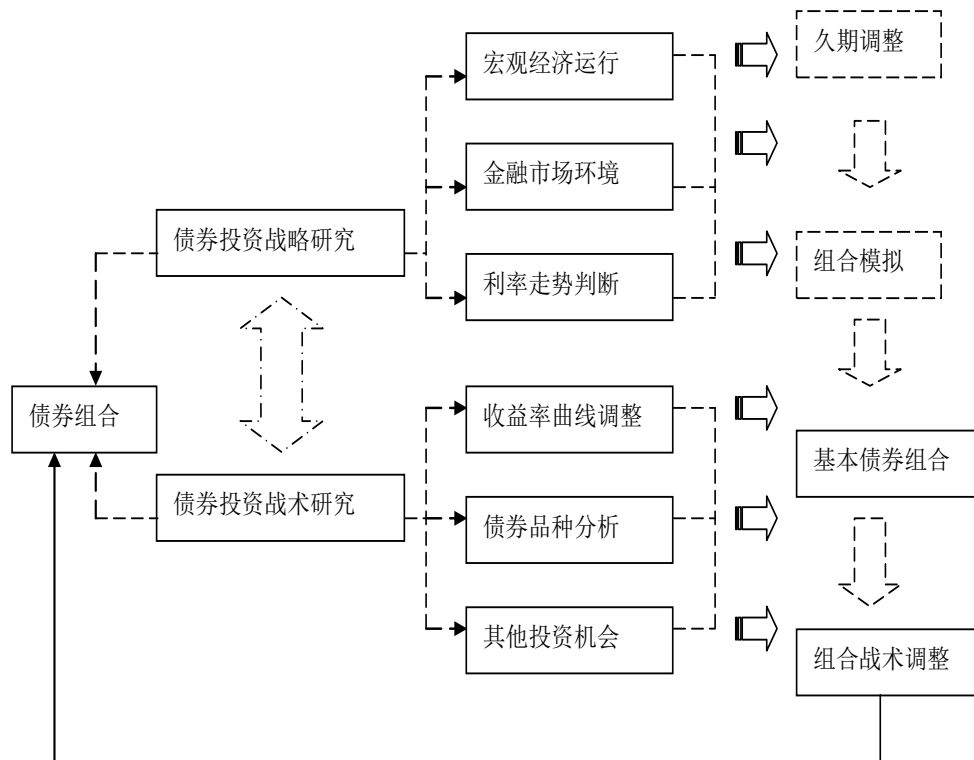 宏观经济运行
久期调整
金融市场环境
债券投资战略研究
组合模拟
利率走势判断
债券组合
收益率曲线调整
基本债券组合
债券投资战术研究
债券品种分析
其他投资机会
组合战术调整